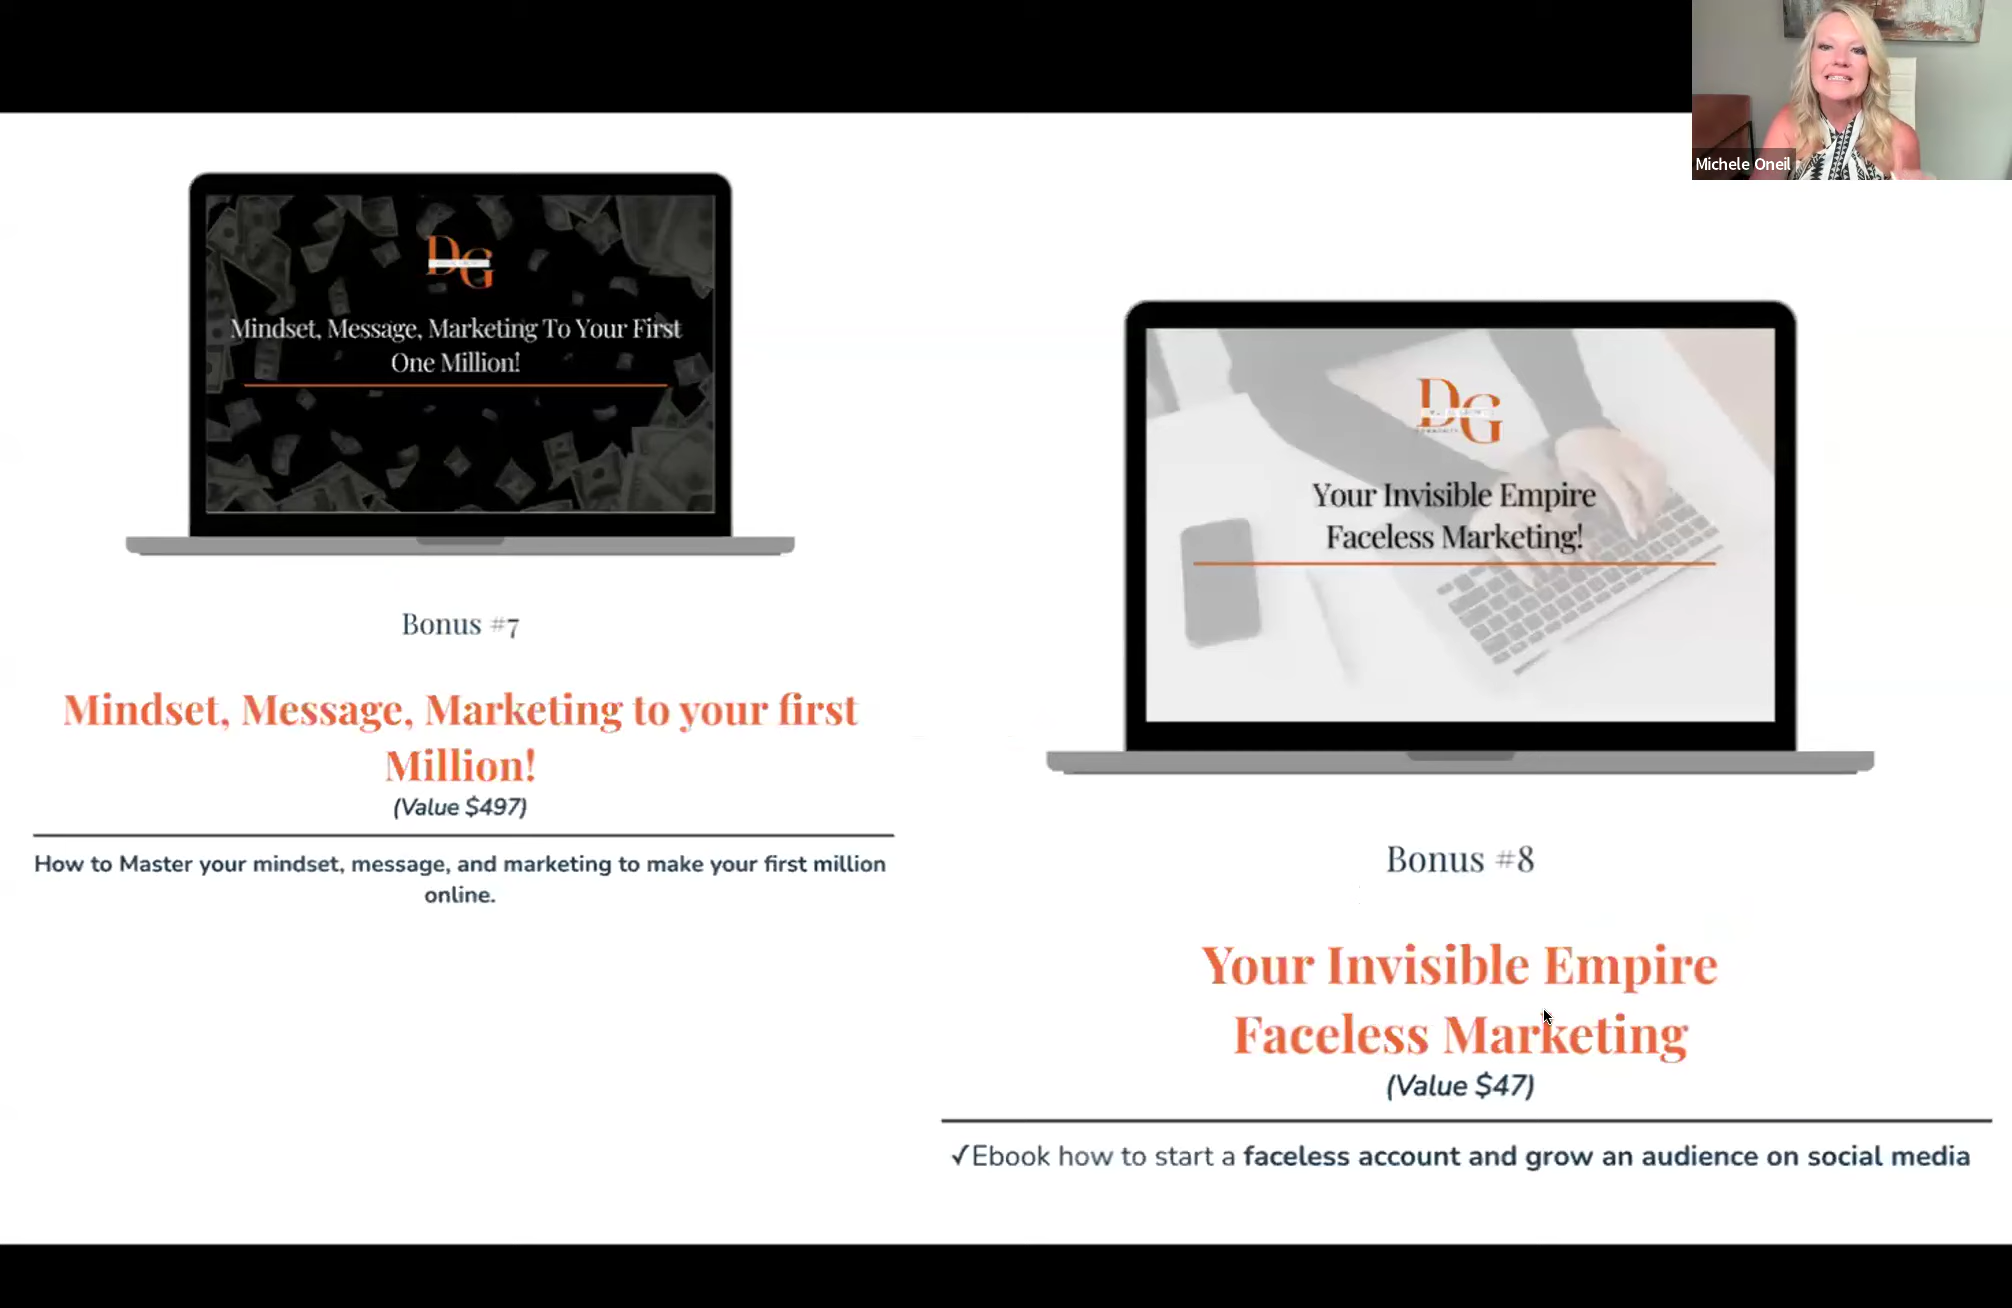 Michele Oneil
DG
Mindset, Message, Marketing To Your First
One Million!
Bonus #7
Mindset, Message, Marketing to your first
Million!
(Value $497)
How to Master your mindset, message, and marketing to make your first million
online.
DG
Your Invisible Empire
Faceless Marketing!
Bonus #8
Your Invisible Empire
Faceless Marketing
(Value $47)
✓Ebook how to start a faceless account and grow an audience on social media